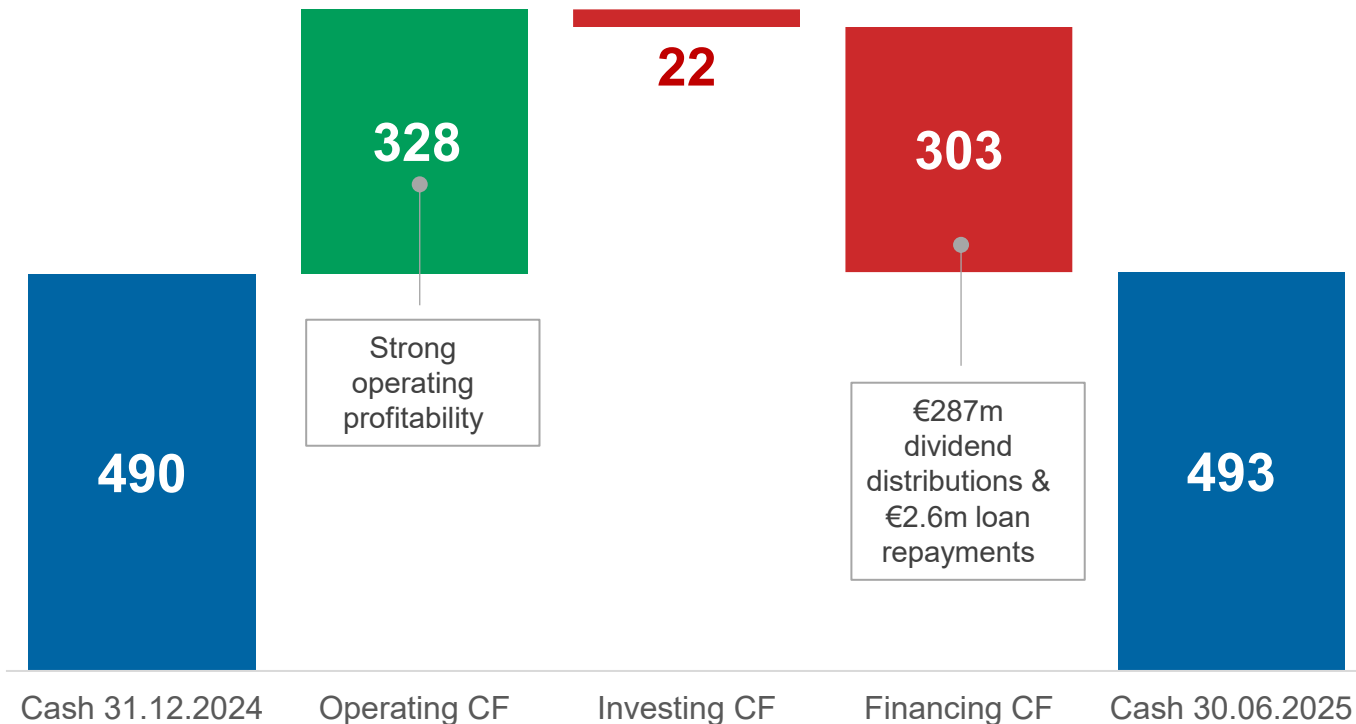 328
22
303
Strong
operating
profitability
€287m
dividend
distributions &
€2.6m loan
repayments
490
493
Cash 31.12.2024
Operating CF
Investing CF
Financing CF
Cash 30.06.2025